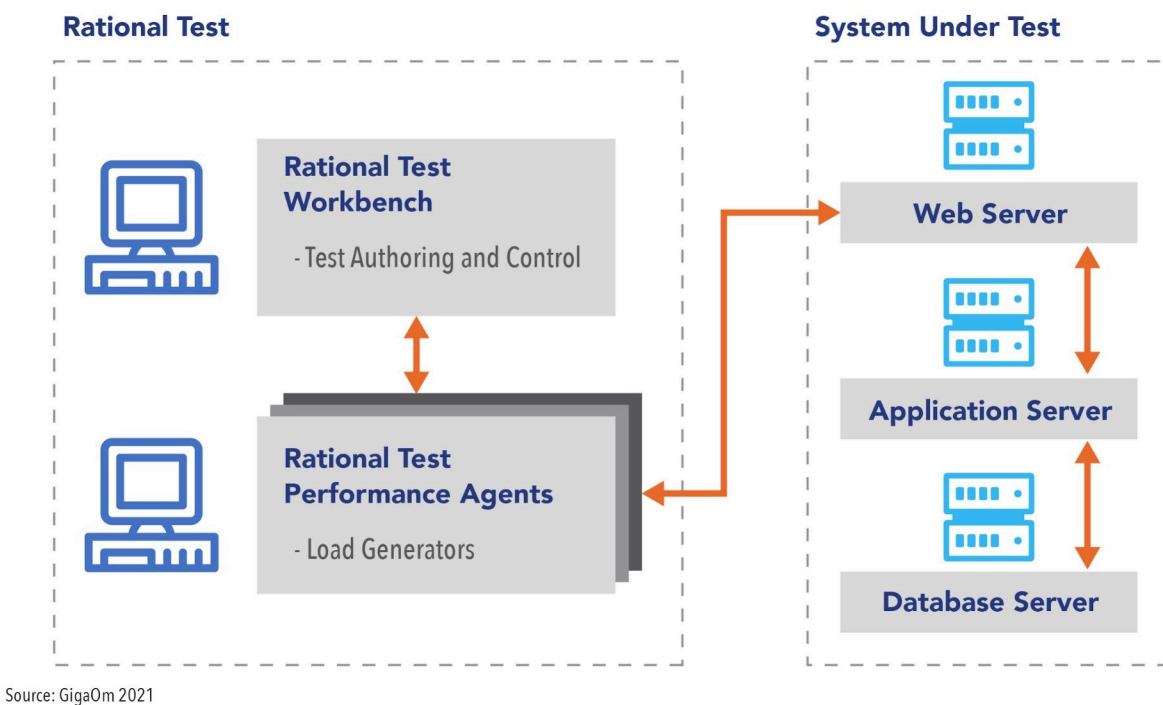 Rational Test
System Under Test
Rational Test
Workbench
- Test Authoring and Control
Rational Test
Performance Agents
- Load Generators
Web Server
Application Server
Database Server
Source: GigaOm 2021